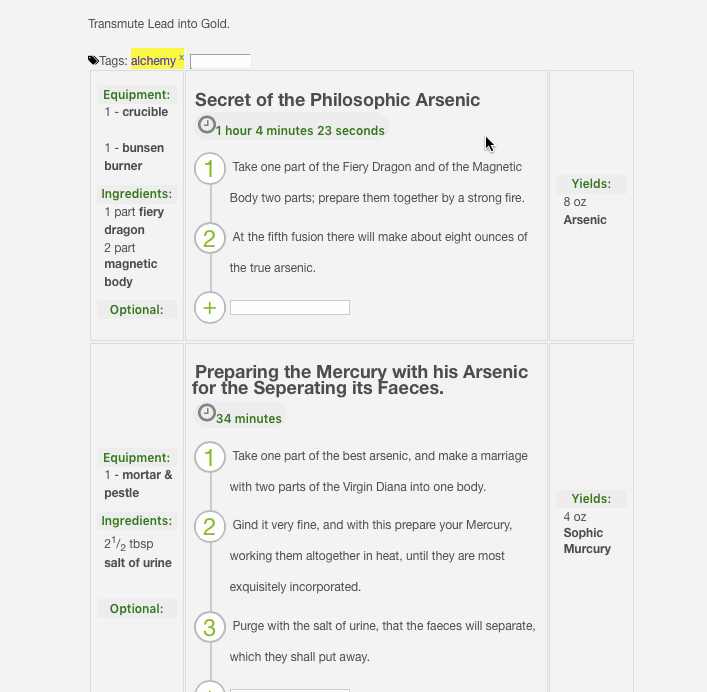 Transmute Lead into Gold.
Tags: alchemy x
Equipment:
1 - crucible
1 - bunsen
burner
Ingredients:
1 part fiery
dragon
2 part
magnetic
body
Optional:
Secret of the Philosophic Arsenic
1 hour 4 minutes 23 seconds
1 Take one part of the Fiery Dragon and of the Magnetic
Body two parts; prepare them together by a strong fire.
2 At the fifth fusion there will make about eight ounces of
the true arsenic.
+
Yields:
8 oz
Arsenic
Equipment:
1 - mortar &
pestle
Ingredients:
2 1/2 tbsp
salt of urine
Optional:
Preparing the Mercury with his Arsenic
for the Seperating its Faeces.
34 minutes
1 Take one part of the best arsenic, and make a marriage
with two parts of the Virgin Diana into one body.
2 Gind it very fine, and with this prepare your Mercury,
working them altogether in heat, until they are most
exquisitely incorporated.
3 Purge with the salt of urine, that the faeces will separate,
which they shall put away.
Yields:
4 oz
Sophic
Murcury